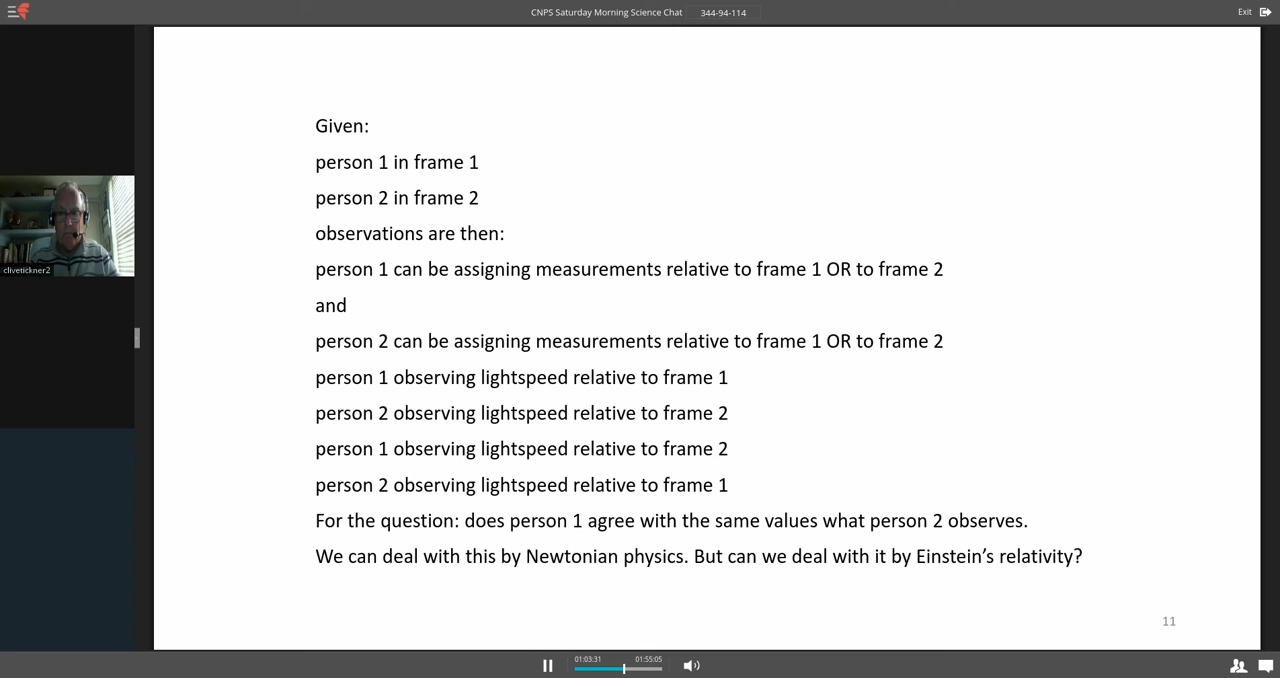 CNPS Saturday Morning Science Chat 344-94-114 Exit
Given:
person 1 in frame 1
person 2 in frame 2
observations are then:
person 1 can be assigning measurements relative to frame 1 OR to frame 2
and
person 2 can be assigning measurements relative to frame 1 OR to frame 2
person 1 observing lightspeed relative to frame 1
person 2 observing lightspeed relative to frame 2
person 1 observing lightspeed relative to frame 2
person 2 observing lightspeed relative to frame 1
For the question: does person 1 agree with the same values what person 2 observes.
We can deal with this by Newtonian physics. But can we deal with it by Einstein’s relativity?
11
clivetickner2
01:03:31 01:55:05